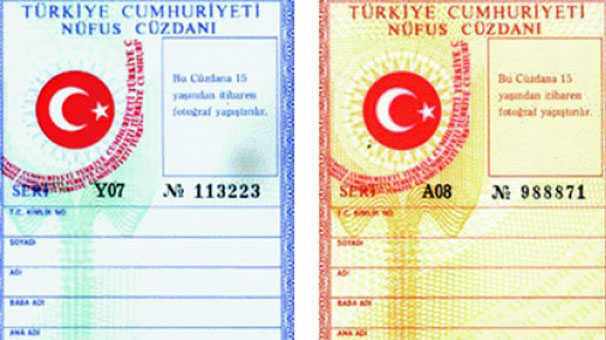 TÜRKİYE CUMHURİYETİ
NÜFUS CÜZDANI
Bu Cüzdana 15
yaşından itibaren
fotoğraf yapıştırılır.
SERİ Y07 № 113223
T.C. KİMLİK NO
SOYADI
ADI
BABA ADI
ANA ADI
TÜRKİYE CUMHURİYETİ
NÜFUS CÜZDANI
Bu Cüzdana 15
yaşından itibaren
fotoğraf yapıştırılır.
SERİ A08 № 988871
T.C. KİMLİK NO
SOYADI
ADI
BABA ADI
ANA ADI